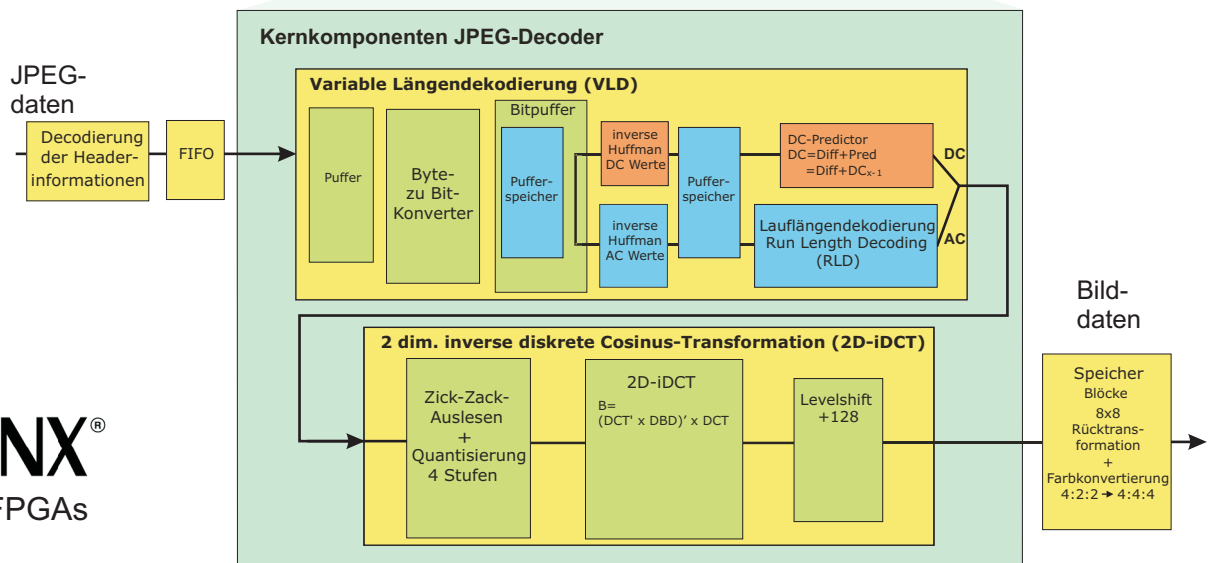 Kernkomponenten JPEG-Decoder
JPEG-
daten
Decodierung
der Header-
informationen
FIFO
Variable Längendekodierung (VLD)
Puffer
Byte-
zu Bit-
Konverter
Bitpuffer
Puffer-
speicher
inverse
Huffman
DC Werte
inverse
Huffman
AC Werte
Puffer-
speicher
DC-Predictor
DC=Diff+Pred
=Diff+DCx-1
Lauflängendekodierung
Run Length Decoding
(RLD)
DC
AC
2 dim. inverse diskrete Cosinus-Transformation (2D-iDCT)
Zick-Zack-
Auslesen
+
Quantisierung
4 Stufen
2D-iDCT
B=
(DCT' x DBD)' x DCT
Levelshift
+128
Bild-
daten
Speicher
Blöcke
8x8
Rücktrans-
formation
+
Farbkonvertierung
4:2:2 → 4:4:4
NX®
FPGAs